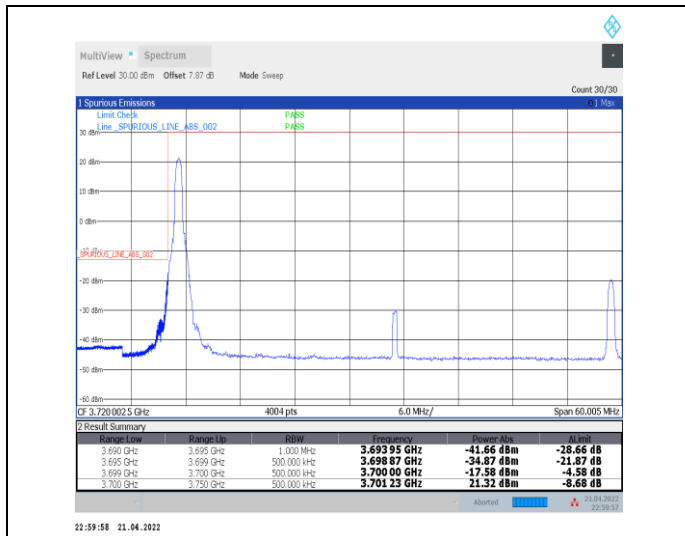 MultiView Spectrum
Ref Level 30.00 dBm Offset 7.87 dB Mode Sweep
Count 30/30
1 Spurious Emissions 1 Max
Limit Check PASS
Line _SPURIOUS_LINE_ABS_002 PASS
30 dBm
20 dBm
10 dBm
0 dBm
-10 dBm
_SPURIOUS_LINE_ABS_002
-20 dBm
-30 dBm
-40 dBm
-50 dBm
-60 dBm
CF 3.720 002 5 GHz 4004 pts 6.0 MHz/ Span 60.005 MHz
2 Result Summary
Range Low Range Up RBW Frequency Power Abs ΔLimit
3.690 GHz 3.695 GHz 1.000 MHz 3.693 95 GHz -41.66 dBm -28.66 dB
3.695 GHz 3.699 GHz 500.000 kHz 3.698 87 GHz -34.87 dBm -21.87 dB
3.699 GHz 3.700 GHz 500.000 kHz 3.700 00 GHz -17.58 dBm -4.58 dB
3.700 GHz 3.750 GHz 500.000 kHz 3.701 23 GHz 21.32 dBm -8.68 dB
Aborted 21.04.2022
22:59:57
22:59:58 21.04.2022